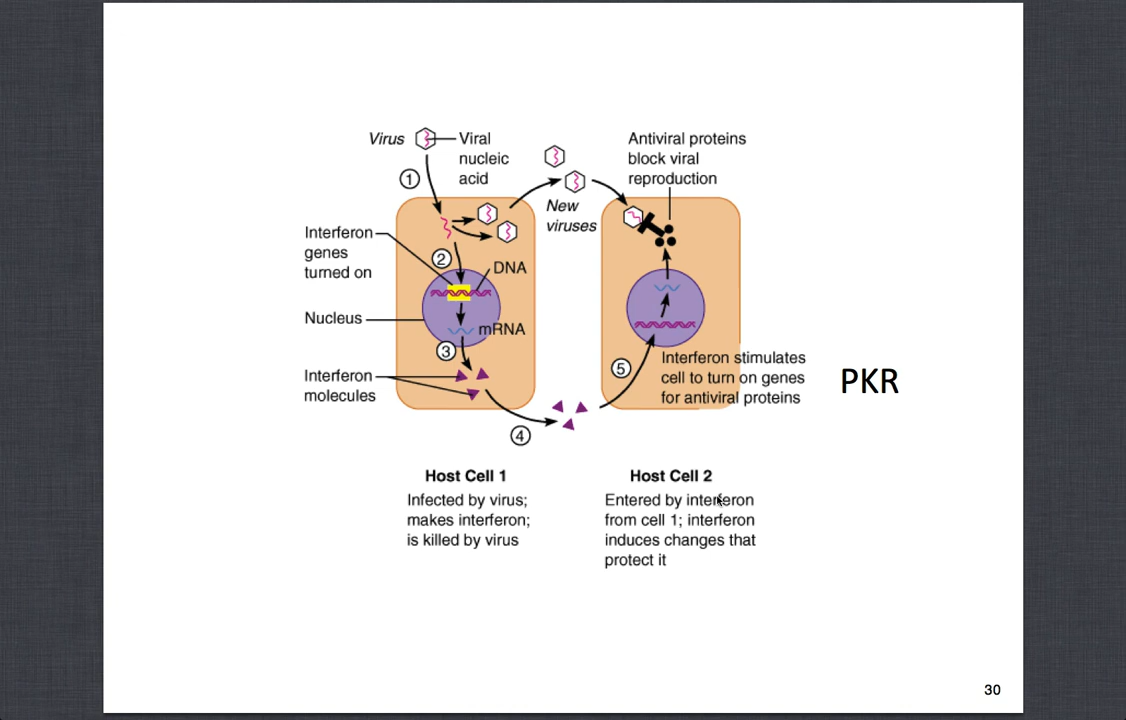 Virus
Viral
nucleic
acid
1
New
viruses
Antiviral proteins
block viral
reproduction
Interferon
genes
turned on
2
DNA
Nucleus
mRNA
3
Interferon
molecules
4
5
Interferon stimulates
cell to turn on genes
for antiviral proteins
PKR
Host Cell 1
Infected by virus;
makes interferon;
is killed by virus
Host Cell 2
Entered by interferon
from cell 1; interferon
induces changes that
protect it
30